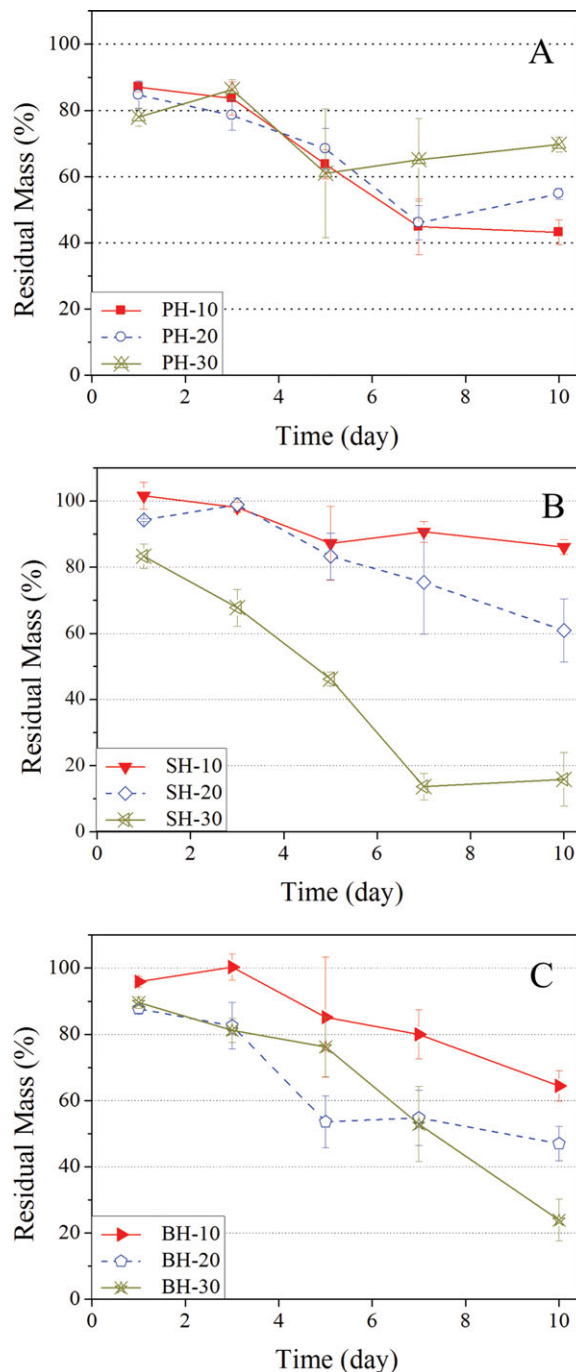 A
100
80
60
40
20
0
Residual Mass (%)
PH-10
PH-20
PH-30
0 2 4 6 8 10
Time (day)
B
100
80
60
40
20
0
Residual Mass (%)
SH-10
SH-20
SH-30
0 2 4 6 8 10
Time (day)
C
100
80
60
40
20
0
Residual Mass (%)
BH-10
BH-20
BH-30
0 2 4 6 8 10
Time (day)